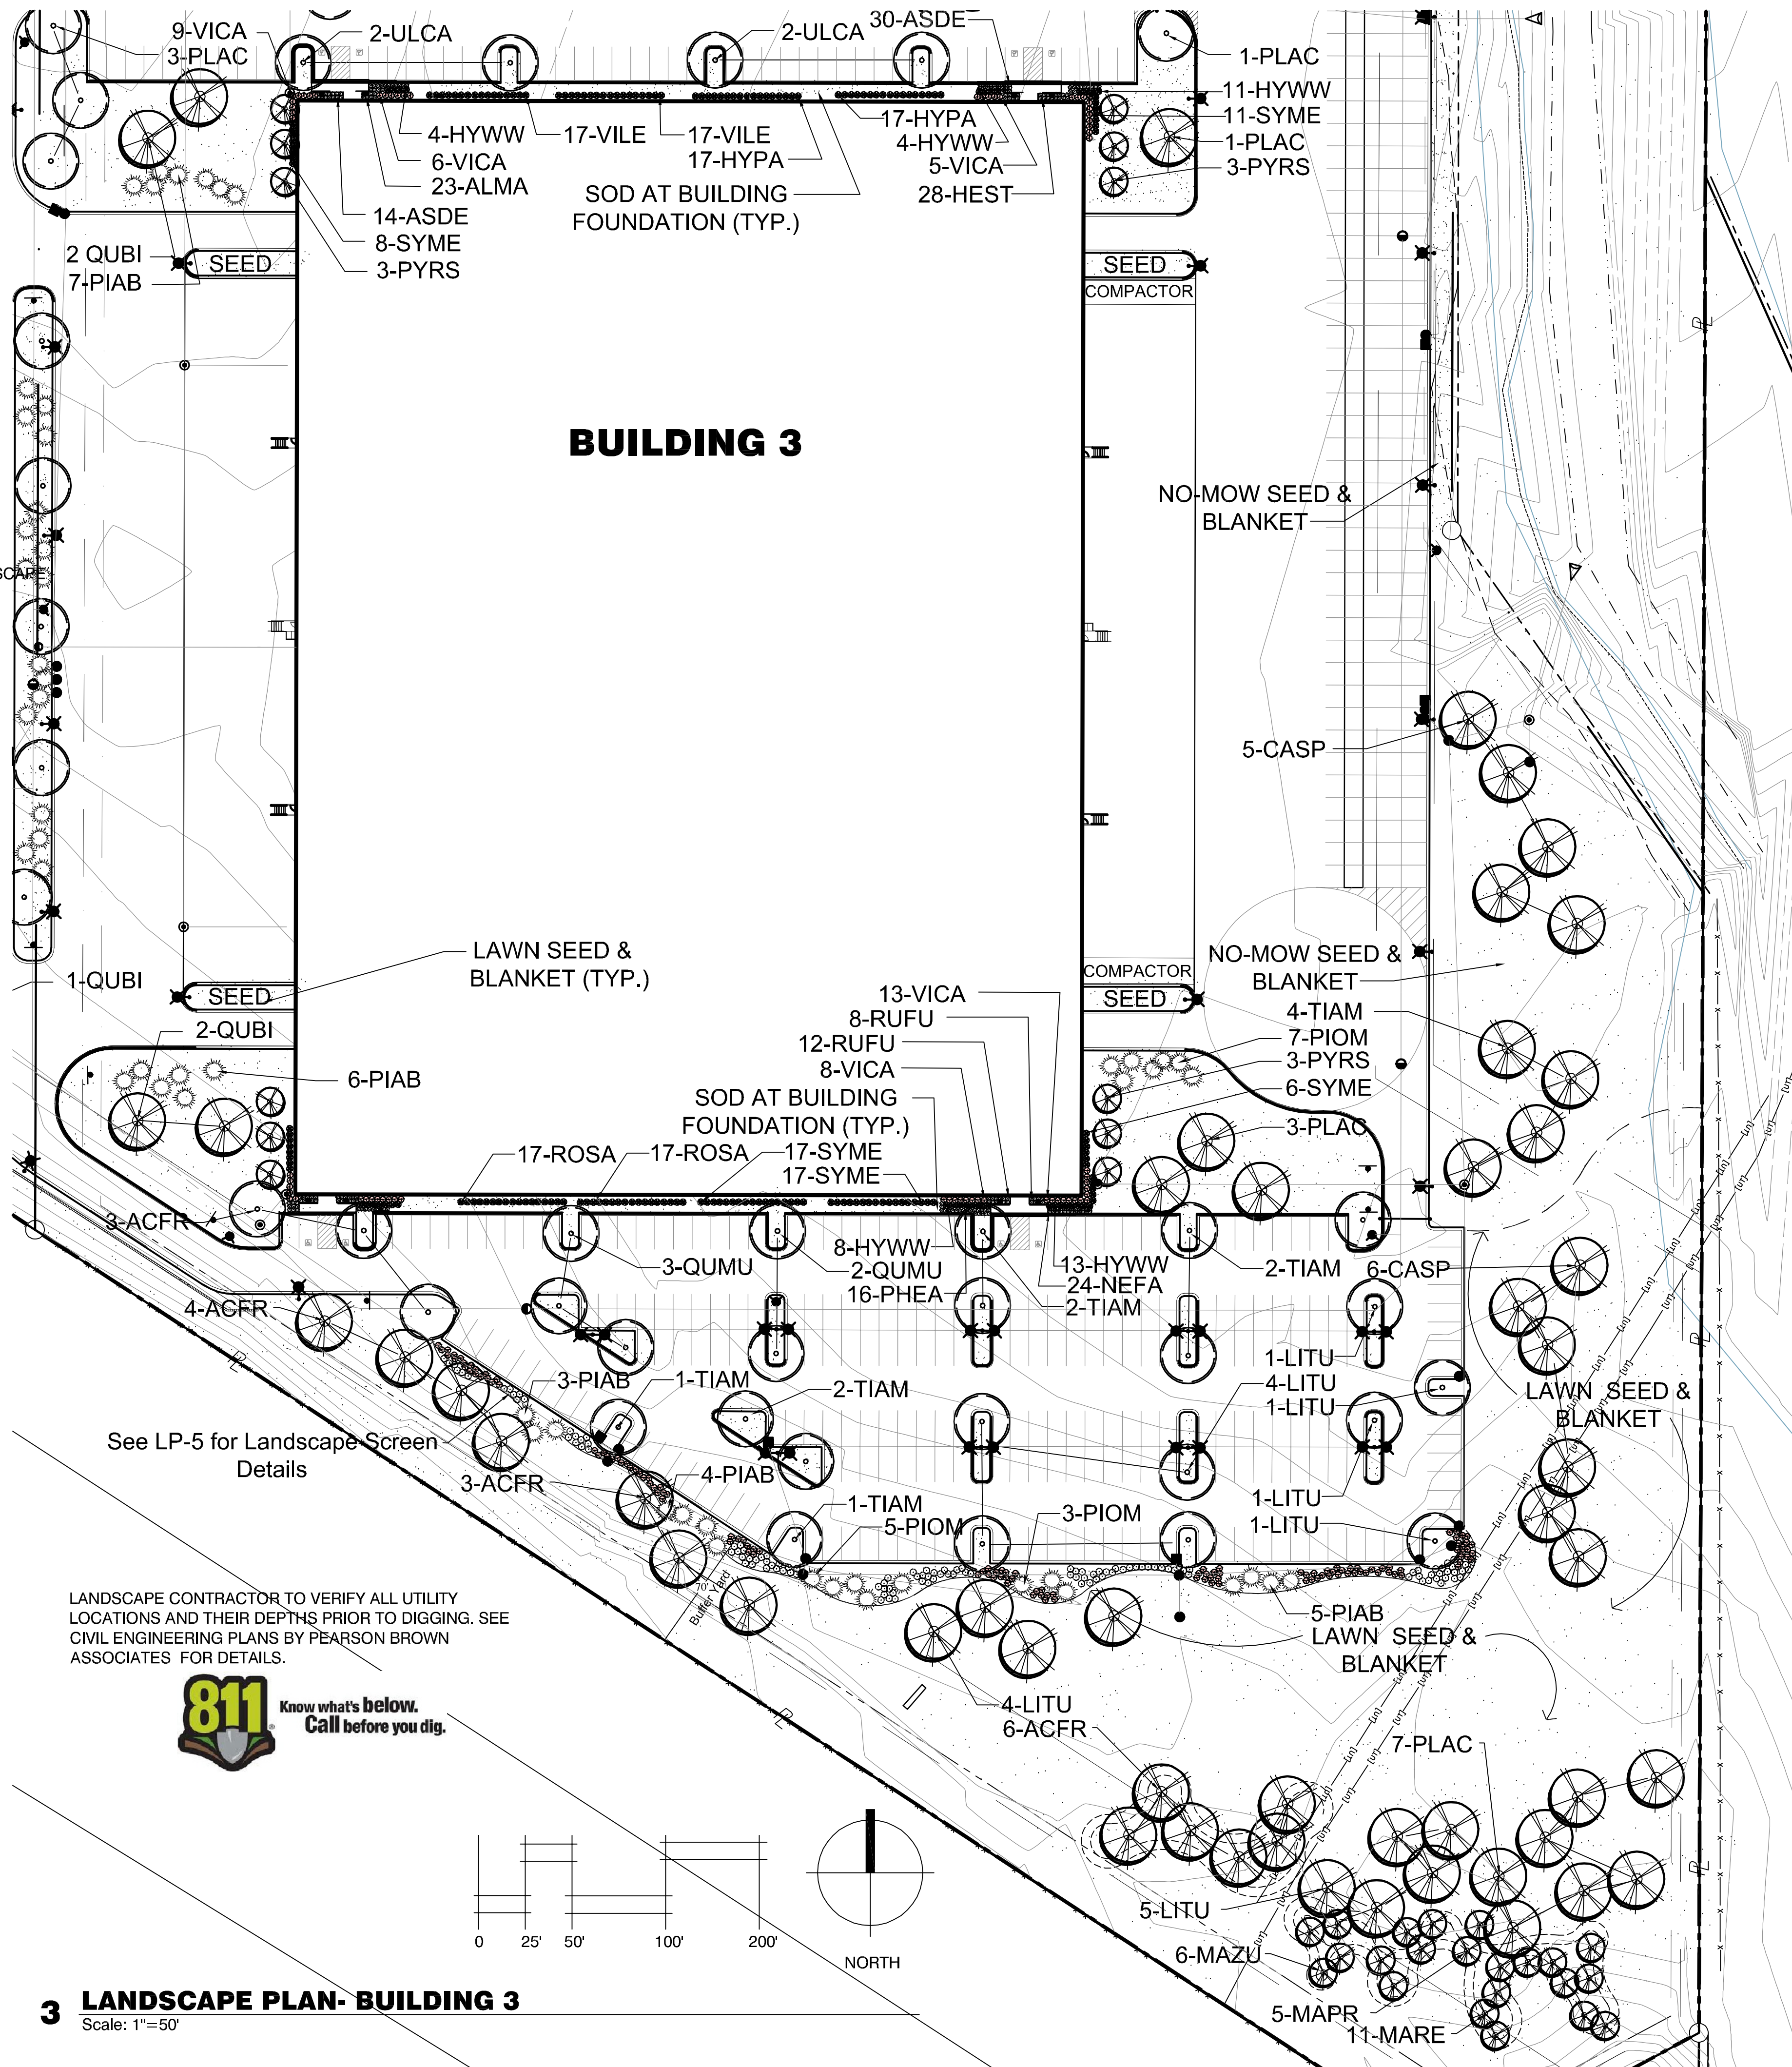 9-VICA
3-PLAC
2-ULCA
2-ULCA
30-ASDE
1-PLAC
11-HYWW
11-SYME
1-PLAC
3-PYRS
4-HYWW
6-VICA
23-ALMA
17-VILE
17-VILE
17-HYPA
17-HYPA
4-HYWW
5-VICA
28-HEST
SOD AT BUILDING
FOUNDATION (TYP.)
14-ASDE
8-SYME
3-PYRS
2 QUBI
7-PIAB
SEED
SEED
COMPACTOR
BUILDING 3
NO-MOW SEED &
BLANKET
SCAPE
5-CASP
LAWN SEED &
BLANKET (TYP.)
1-QUBI
SEED
2-QUBI
6-PIAB
COMPACTOR
SEED
NO-MOW SEED &
BLANKET
4-TIAM
7-PIOM
3-PYRS
6-SYME
3-PLAC
13-VICA
8-RUFU
12-RUFU
8-VICA
SOD AT BUILDING
FOUNDATION (TYP.)
17-ROSA
17-ROSA
17-SYME
17-SYME
3-ACFR
3-QUMU
8-HYWW
2-QUMU
16-PHEA
13-HYWW
24-NEFA
2-TIAM
2-TIAM
6-CASP
4-ACFR
3-PIAB
1-TIAM
2-TIAM
1-LITU
4-LITU
1-LITU
LAWN SEED &
BLANKET
See LP-5 for Landscape Screen
Details
3-ACFR
4-PIAB
1-TIAM
5-PIOM
3-PIOM
1-LITU
1-LITU
70'
Buffer Yard
5-PIAB
LAWN SEED &
BLANKET
LANDSCAPE CONTRACTOR TO VERIFY ALL UTILITY
LOCATIONS AND THEIR DEPTHS PRIOR TO DIGGING. SEE
CIVIL ENGINEERING PLANS BY PEARSON BROWN
ASSOCIATES FOR DETAILS.
811
Know what's below.
Call before you dig.
4-LITU
6-ACFR
7-PLAC
5-LITU
6-MAZU
5-MAPR
11-MARE
0 25' 50' 100' 200'
NORTH
3 LANDSCAPE PLAN- BUILDING 3
Scale: 1"=50'